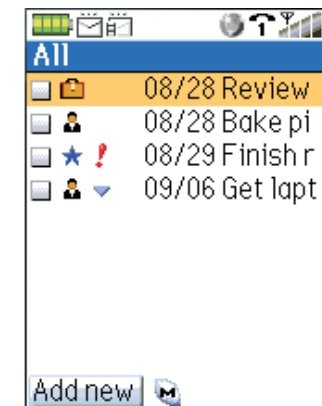 All
08/28 Review
08/28 Bake pi
08/29 Finish r
09/06 Get lapt
Add new M